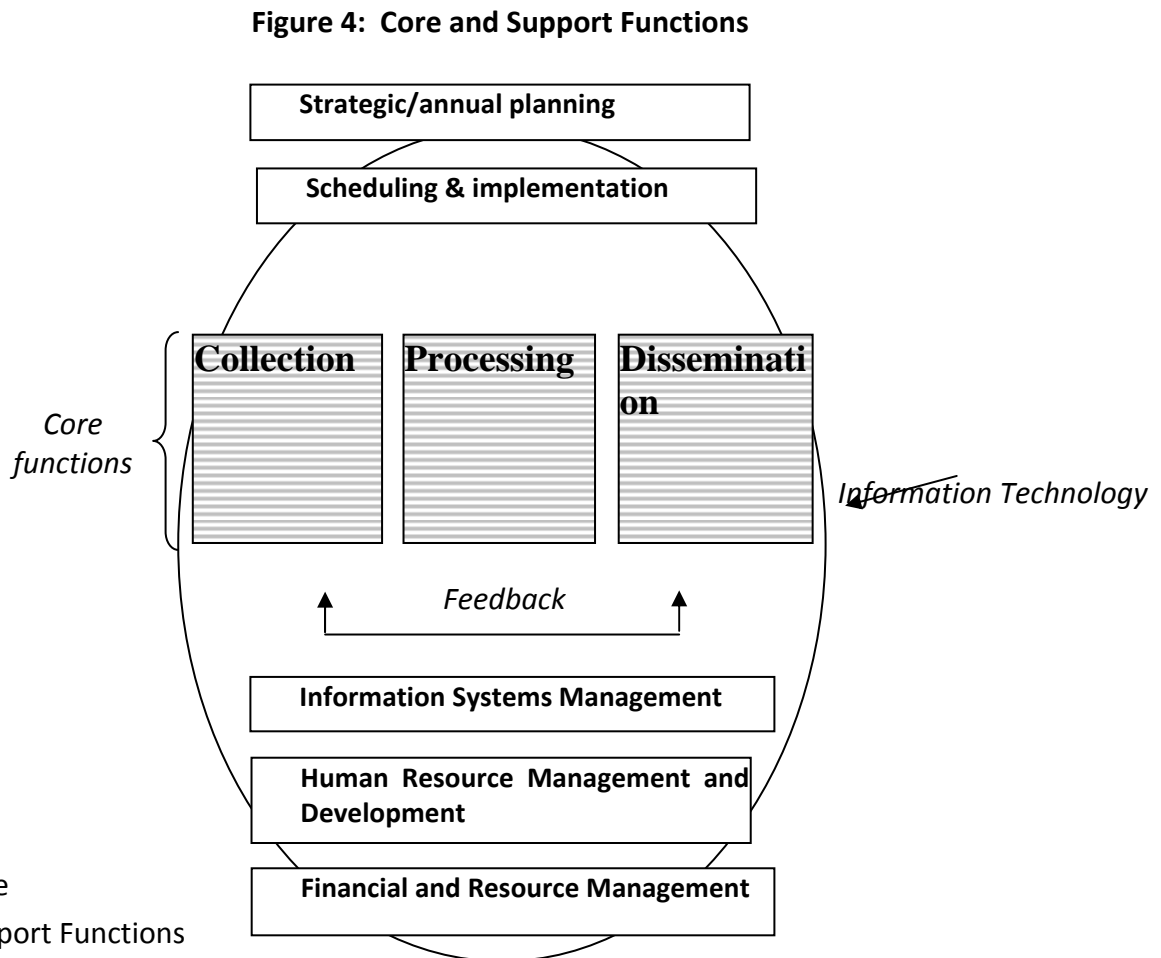 Figure 4: Core and Support Functions
Strategic/annual planning
Scheduling & implementation
Collection
Processing
Disseminati
on
Core
functions
Information Technology
Feedback
Information Systems Management
Human Resource Management and
Development
Financial and Resource Management
e
port Functions